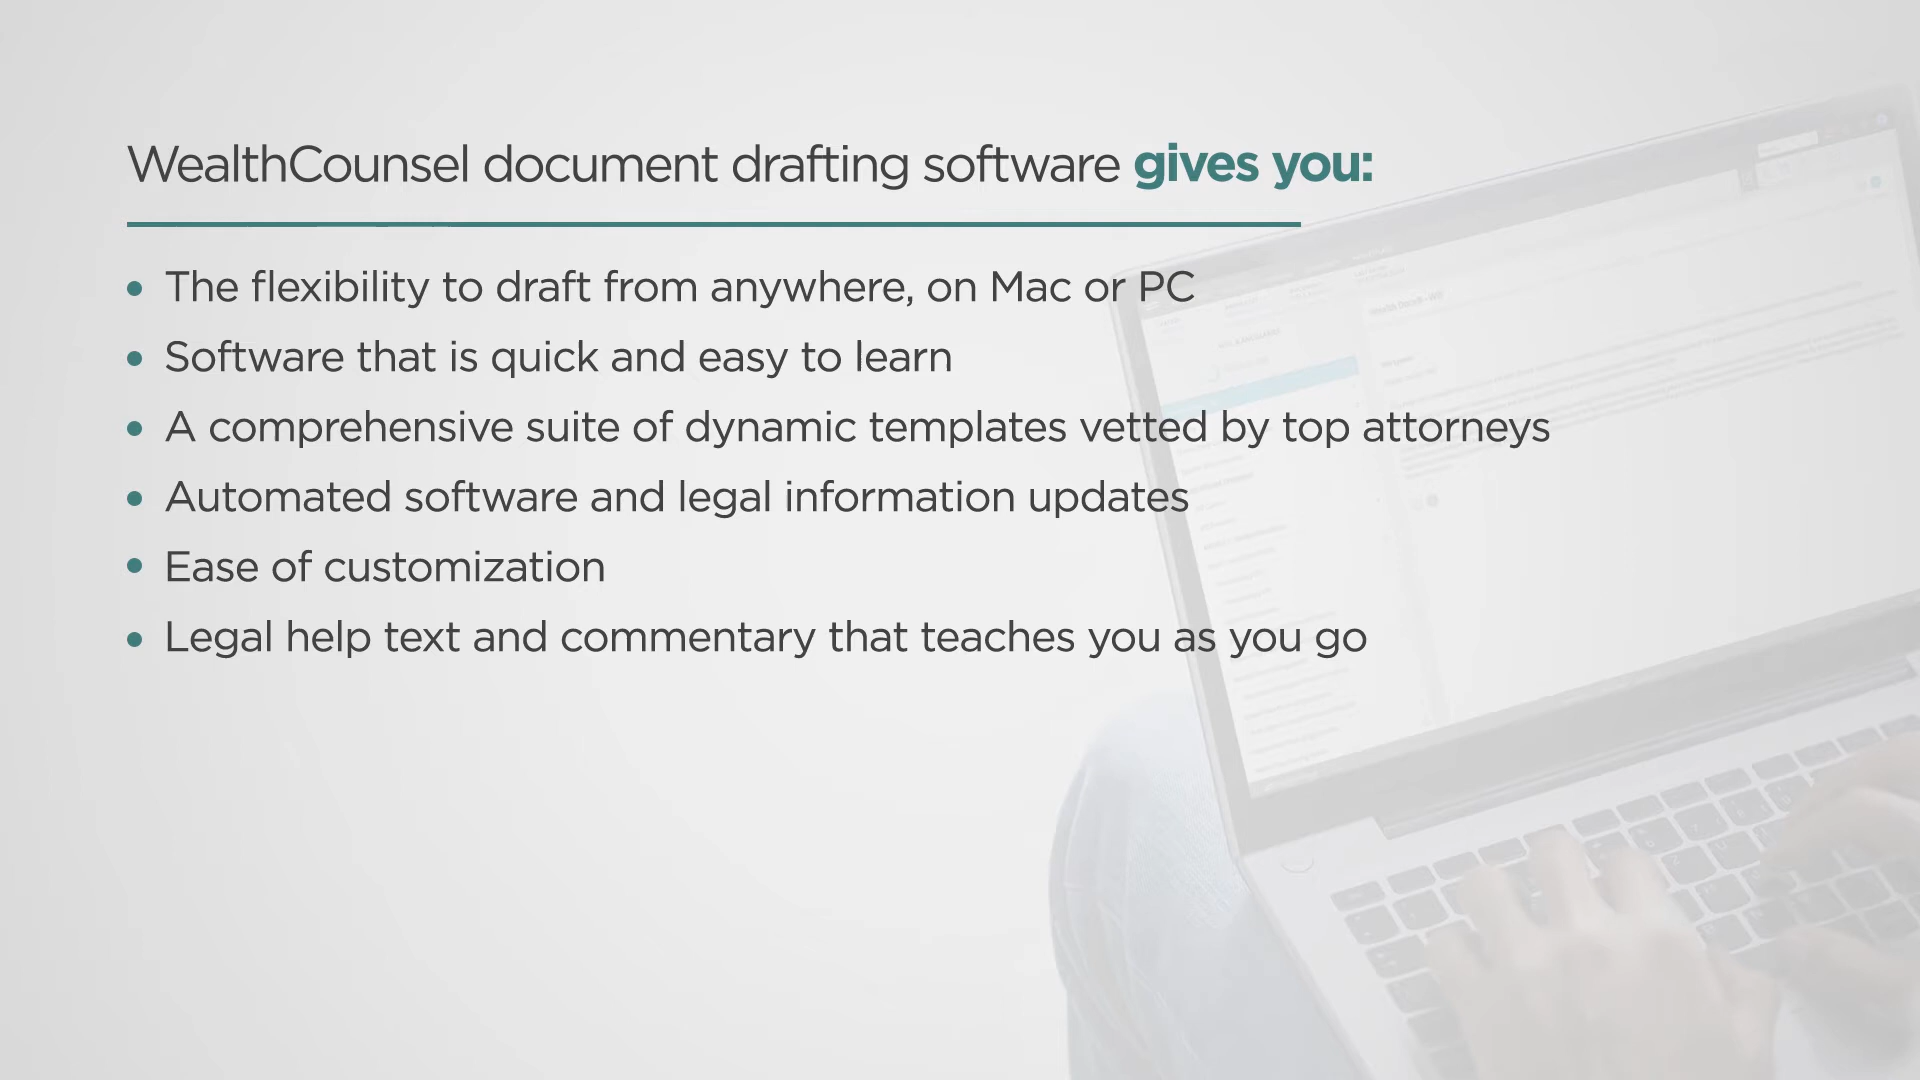 WealthCounsel document drafting software gives you:
• The flexibility to draft from anywhere, on Mac or PC
• Software that is quick and easy to learn
• A comprehensive suite of dynamic templates vetted by top attorneys
• Automated software and legal information updates
• Ease of customization
• Legal help text and commentary that teaches you as you go